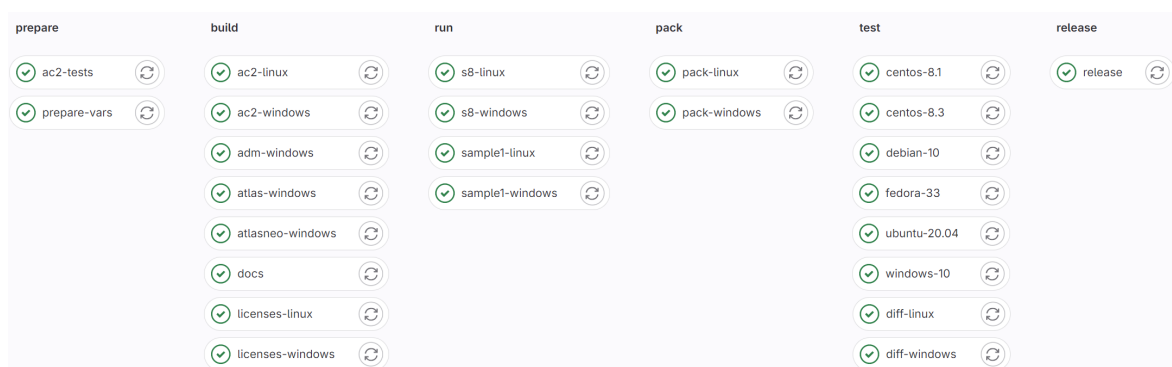 prepare
ac2-tests
prepare-vars
build
ac2-linux
ac2-windows
adm-windows
atlas-windows
atlasneo-windows
docs
licenses-linux
licenses-windows
run
s8-linux
s8-windows
sample1-linux
sample1-windows
pack
pack-linux
pack-windows
test
centos-8.1
centos-8.3
debian-10
fedora-33
ubuntu-20.04
windows-10
diff-linux
diff-windows
release
release